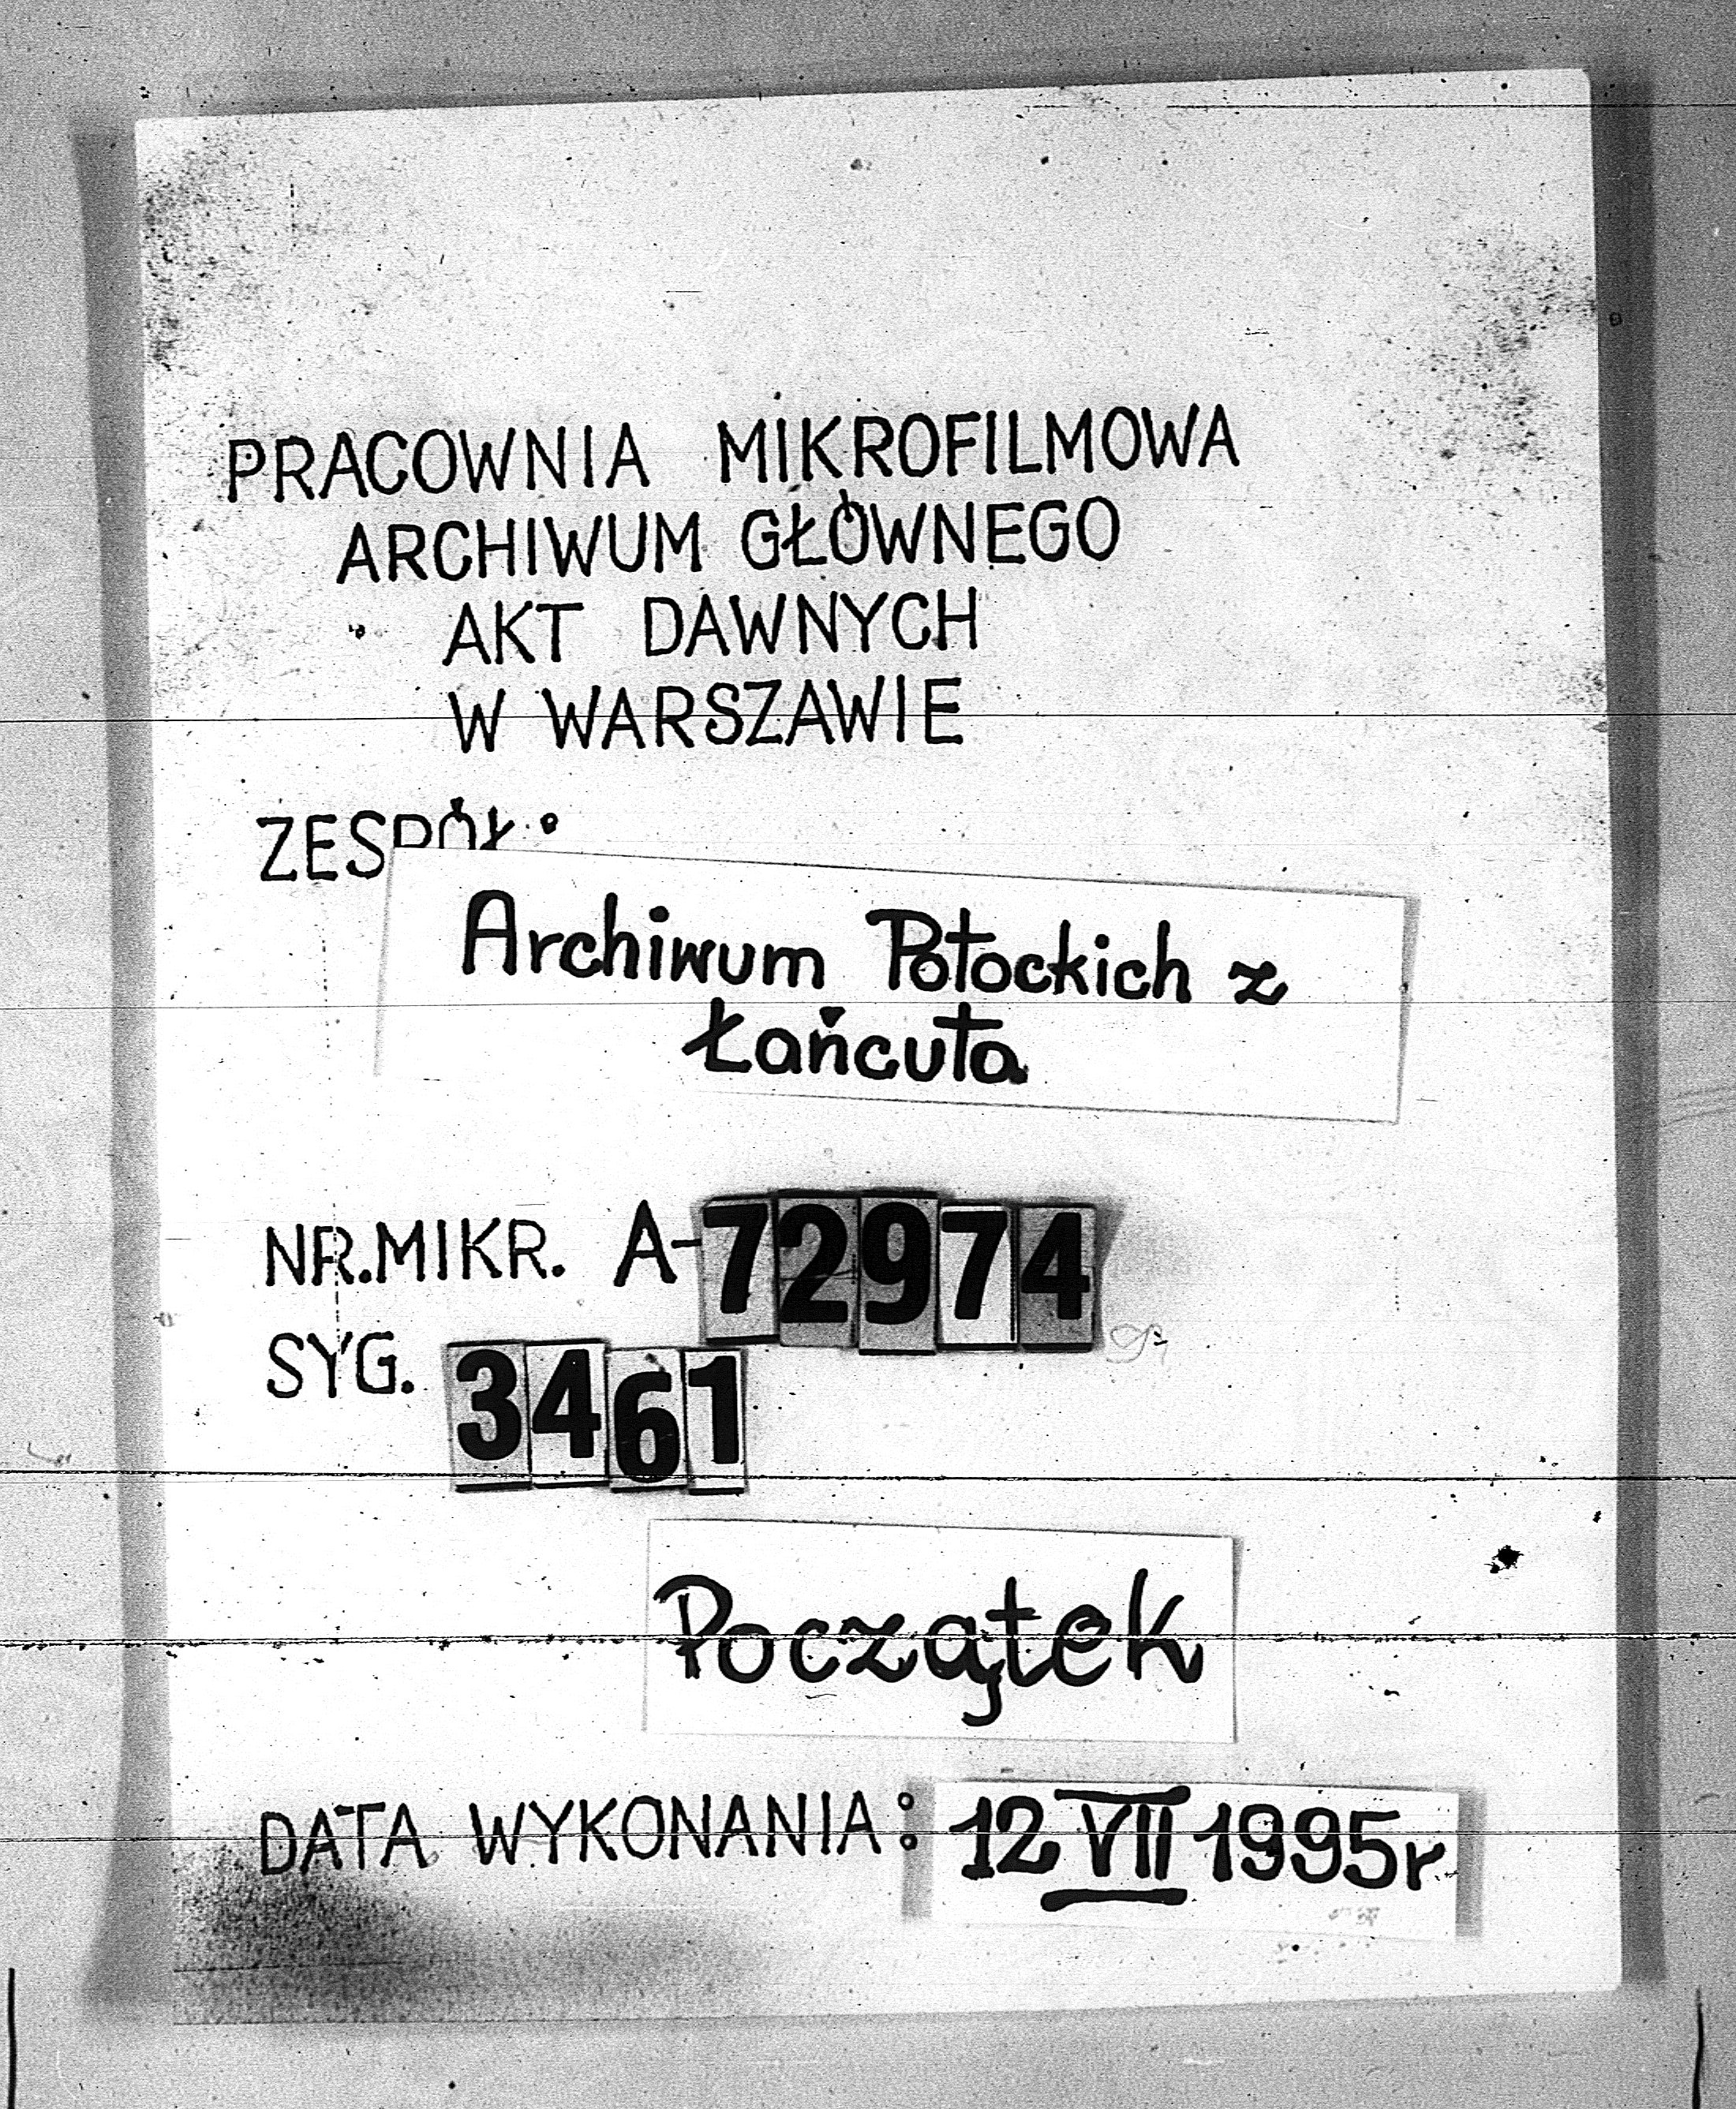 PRACOWNIA MIKROFILMOWA
ARCHIWUM GŁÓWNEGO
AKT DAWNYCH
W WARSZAWIE
ZESPÓŁ:
Archiwum Potockich z
Łańcuta
NR.MIKR. A-72974
SYG. 3461
Początek
DATA WYKONANIA: 12 VII 1995r